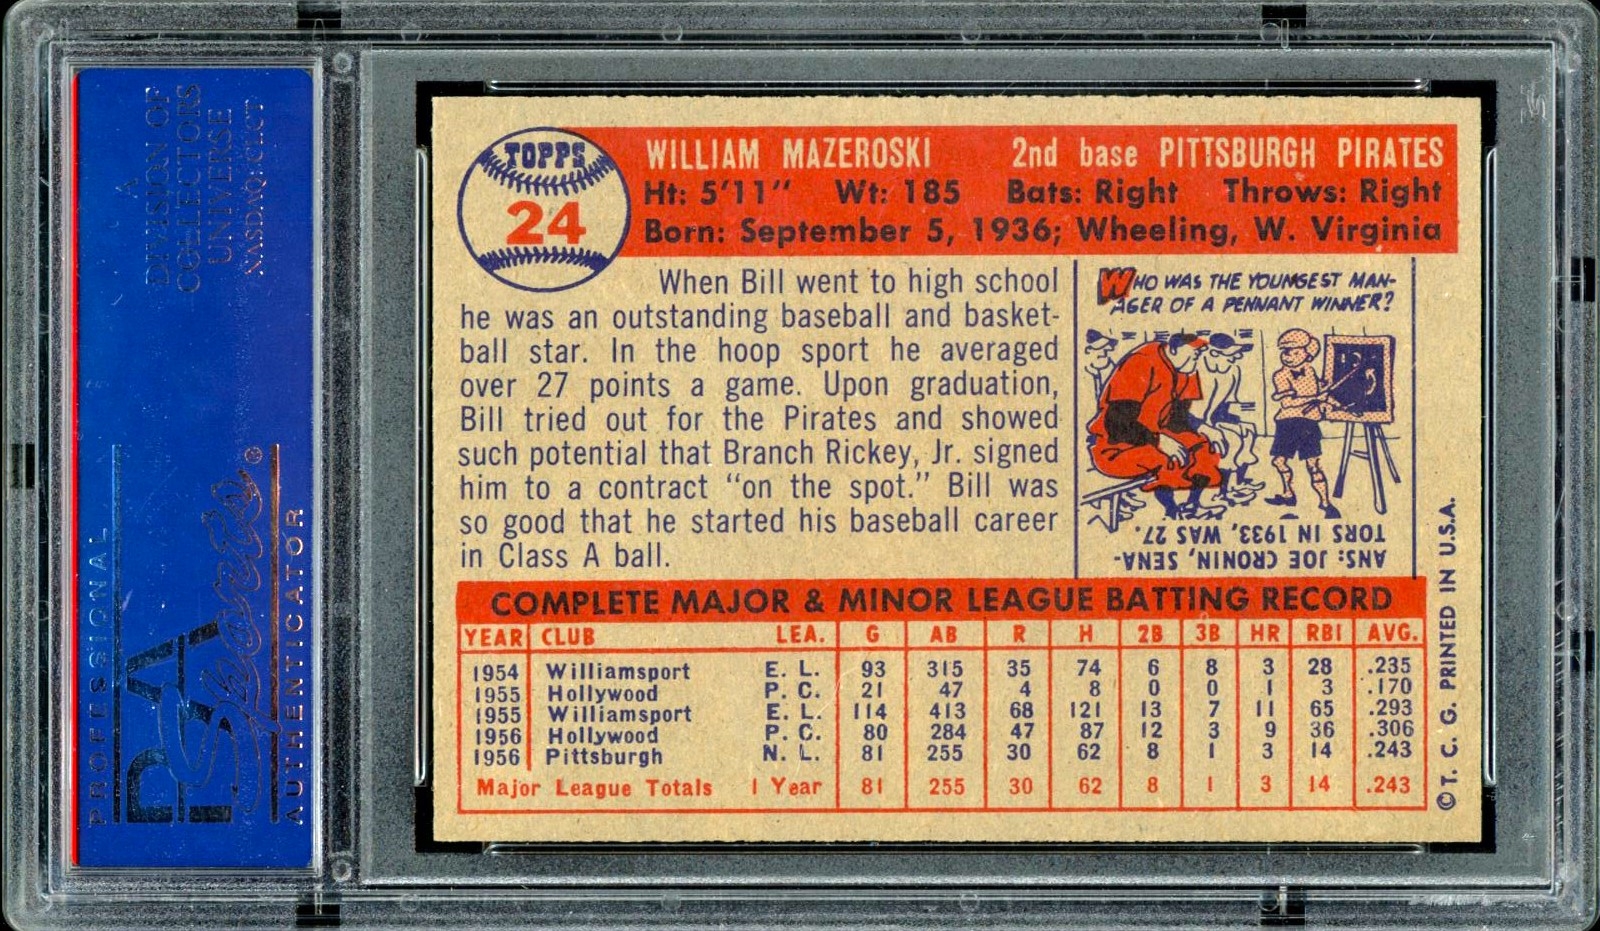 A
DIVISION OF
COLLECTORS
UNIVERSE
NASDAQ: CLCT
PROFESSIONAL
PSA
Sports®
AUTHENTICATOR
TOPPS
24
WILLIAM MAZEROSKI 2nd base PITTSBURGH PIRATES
Ht: 5'11" Wt: 185 Bats: Right Throws: Right
Born: September 5, 1936; Wheeling, W. Virginia
When Bill went to high school
he was an outstanding baseball and basket-
ball star. In the hoop sport he averaged
over 27 points a game. Upon graduation,
Bill tried out for the Pirates and showed
such potential that Branch Rickey, Jr. signed
him to a contract "on the spot." Bill was
so good that he started his baseball career
in Class A ball.
WHO WAS THE YOUNGEST MAN-
AGER OF A PENNANT WINNER?
ANS: JOE CRONIN, SENA-
TORS IN 1933, WAS 27.
COMPLETE MAJOR & MINOR LEAGUE BATTING RECORD
YEAR CLUB LEA. G AB R H 2B 3B HR RBI AVG.
1954 Williamsport E. L. 93 315 35 74 6 8 3 28 .235
1955 Hollywood P. C. 21 47 4 8 0 0 1 3 .170
1955 Williamsport E. L. 114 413 68 121 13 7 11 65 .293
1956 Hollywood P. C. 80 284 47 87 12 3 9 36 .306
1956 Pittsburgh N. L. 81 255 30 62 8 1 3 14 .243
Major League Totals 1 Year 81 255 30 62 8 1 3 14 .243
© T. C. G. PRINTED IN U.S.A.